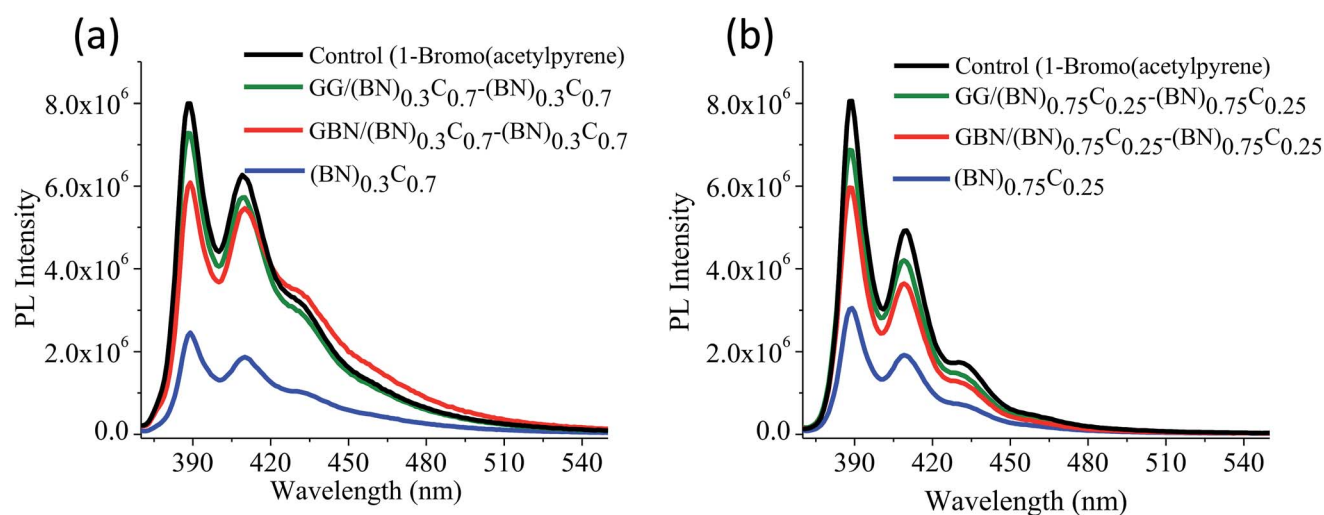 (a)
Control (1-Bromo(acetylpyrene)
GG/(BN)0.3C0.7-(BN)0.3C0.7
GBN/(BN)0.3C0.7-(BN)0.3C0.7
(BN)0.3C0.7
8.0x10^6
6.0x10^6
4.0x10^6
2.0x10^6
0.0
PL Intensity
390 420 450 480 510 540
Wavelength (nm)
(b)
Control (1-Bromo(acetylpyrene)
GG/(BN)0.75C0.25-(BN)0.75C0.25
GBN/(BN)0.75C0.25-(BN)0.75C0.25
(BN)0.75C0.25
8.0x10^6
6.0x10^6
4.0x10^6
2.0x10^6
0.0
PL Intensity
390 420 450 480 510 540
Wavelength (nm)